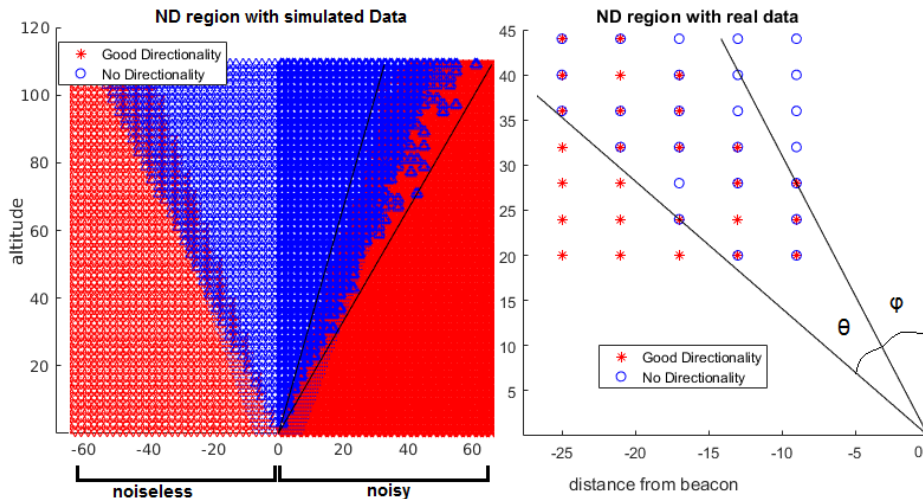 ND region with simulated Data
120
100
80
60
40
20
altitude
Good Directionality
No Directionality
-60
-40
-20
0
20
40
60
noiseless
noisy
ND region with real data
45
40
35
30
25
20
15
10
5
θ
φ
Good Directionality
No Directionality
-25
-20
-15
-10
-5
0
distance from beacon